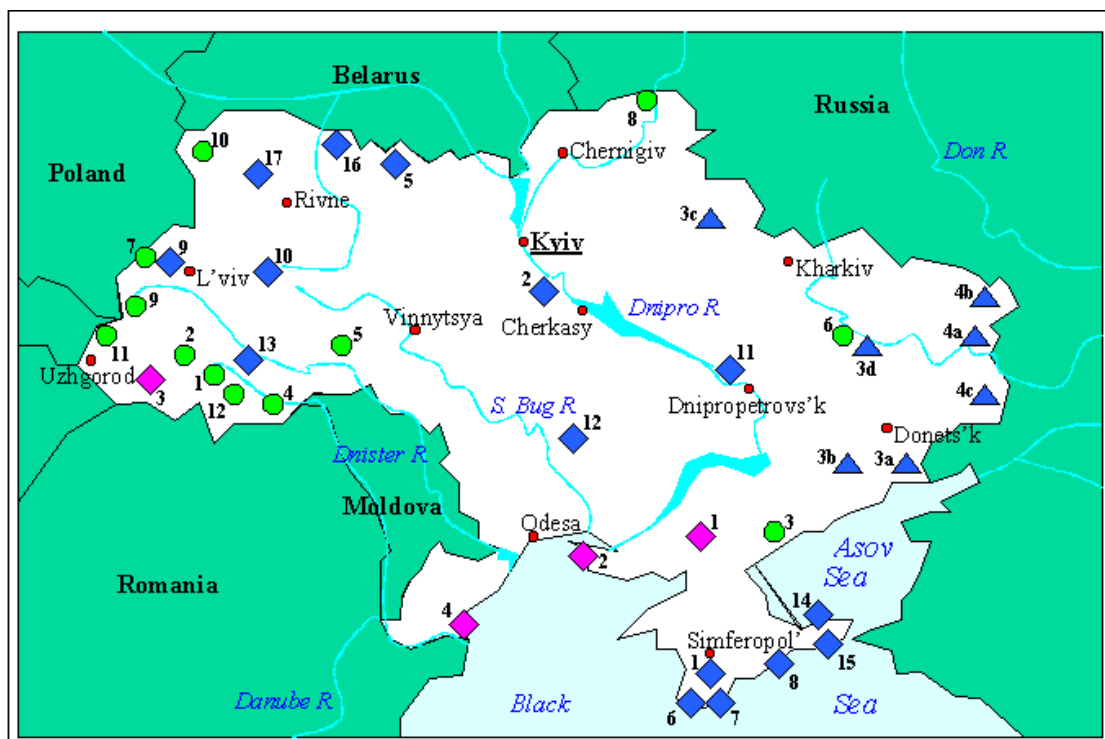 Belarus
Russia
8
10
Chernigiv
17
16
5
Don R
Poland
Rivne
3c
7
9
Kyiv
L'viv
10
Kharkiv
2
4b
9
Dnipro R
Vinnytsya
Cherkasy
2
5
6
4a
11
13
11
3d
Uzhgorod
1
3
12
4
Dnipropetrovs'k
4c
S. Bug R
12
Donets'k
Dnister R
3b
3a
Moldova
Odesa
1
3
2
Asov
Sea
Romania
4
14
Simferopol'
15
1
8
Danube R
Black
6
7
Sea